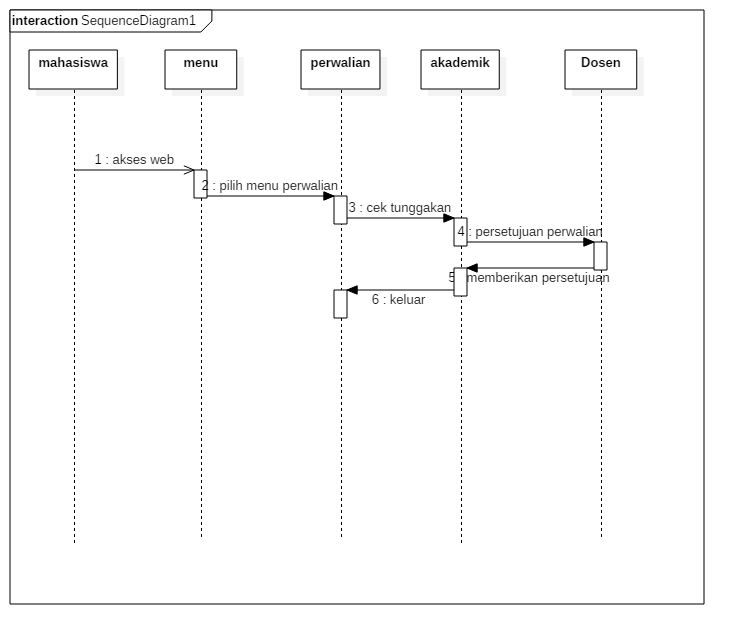 interaction SequenceDiagram1
mahasiswa
menu
perwalian
akademik
Dosen
1 : akses web
2 : pilih menu perwalian
3 : cek tunggakan
4 : persetujuan perwalian
5 : memberikan persetujuan
6 : keluar